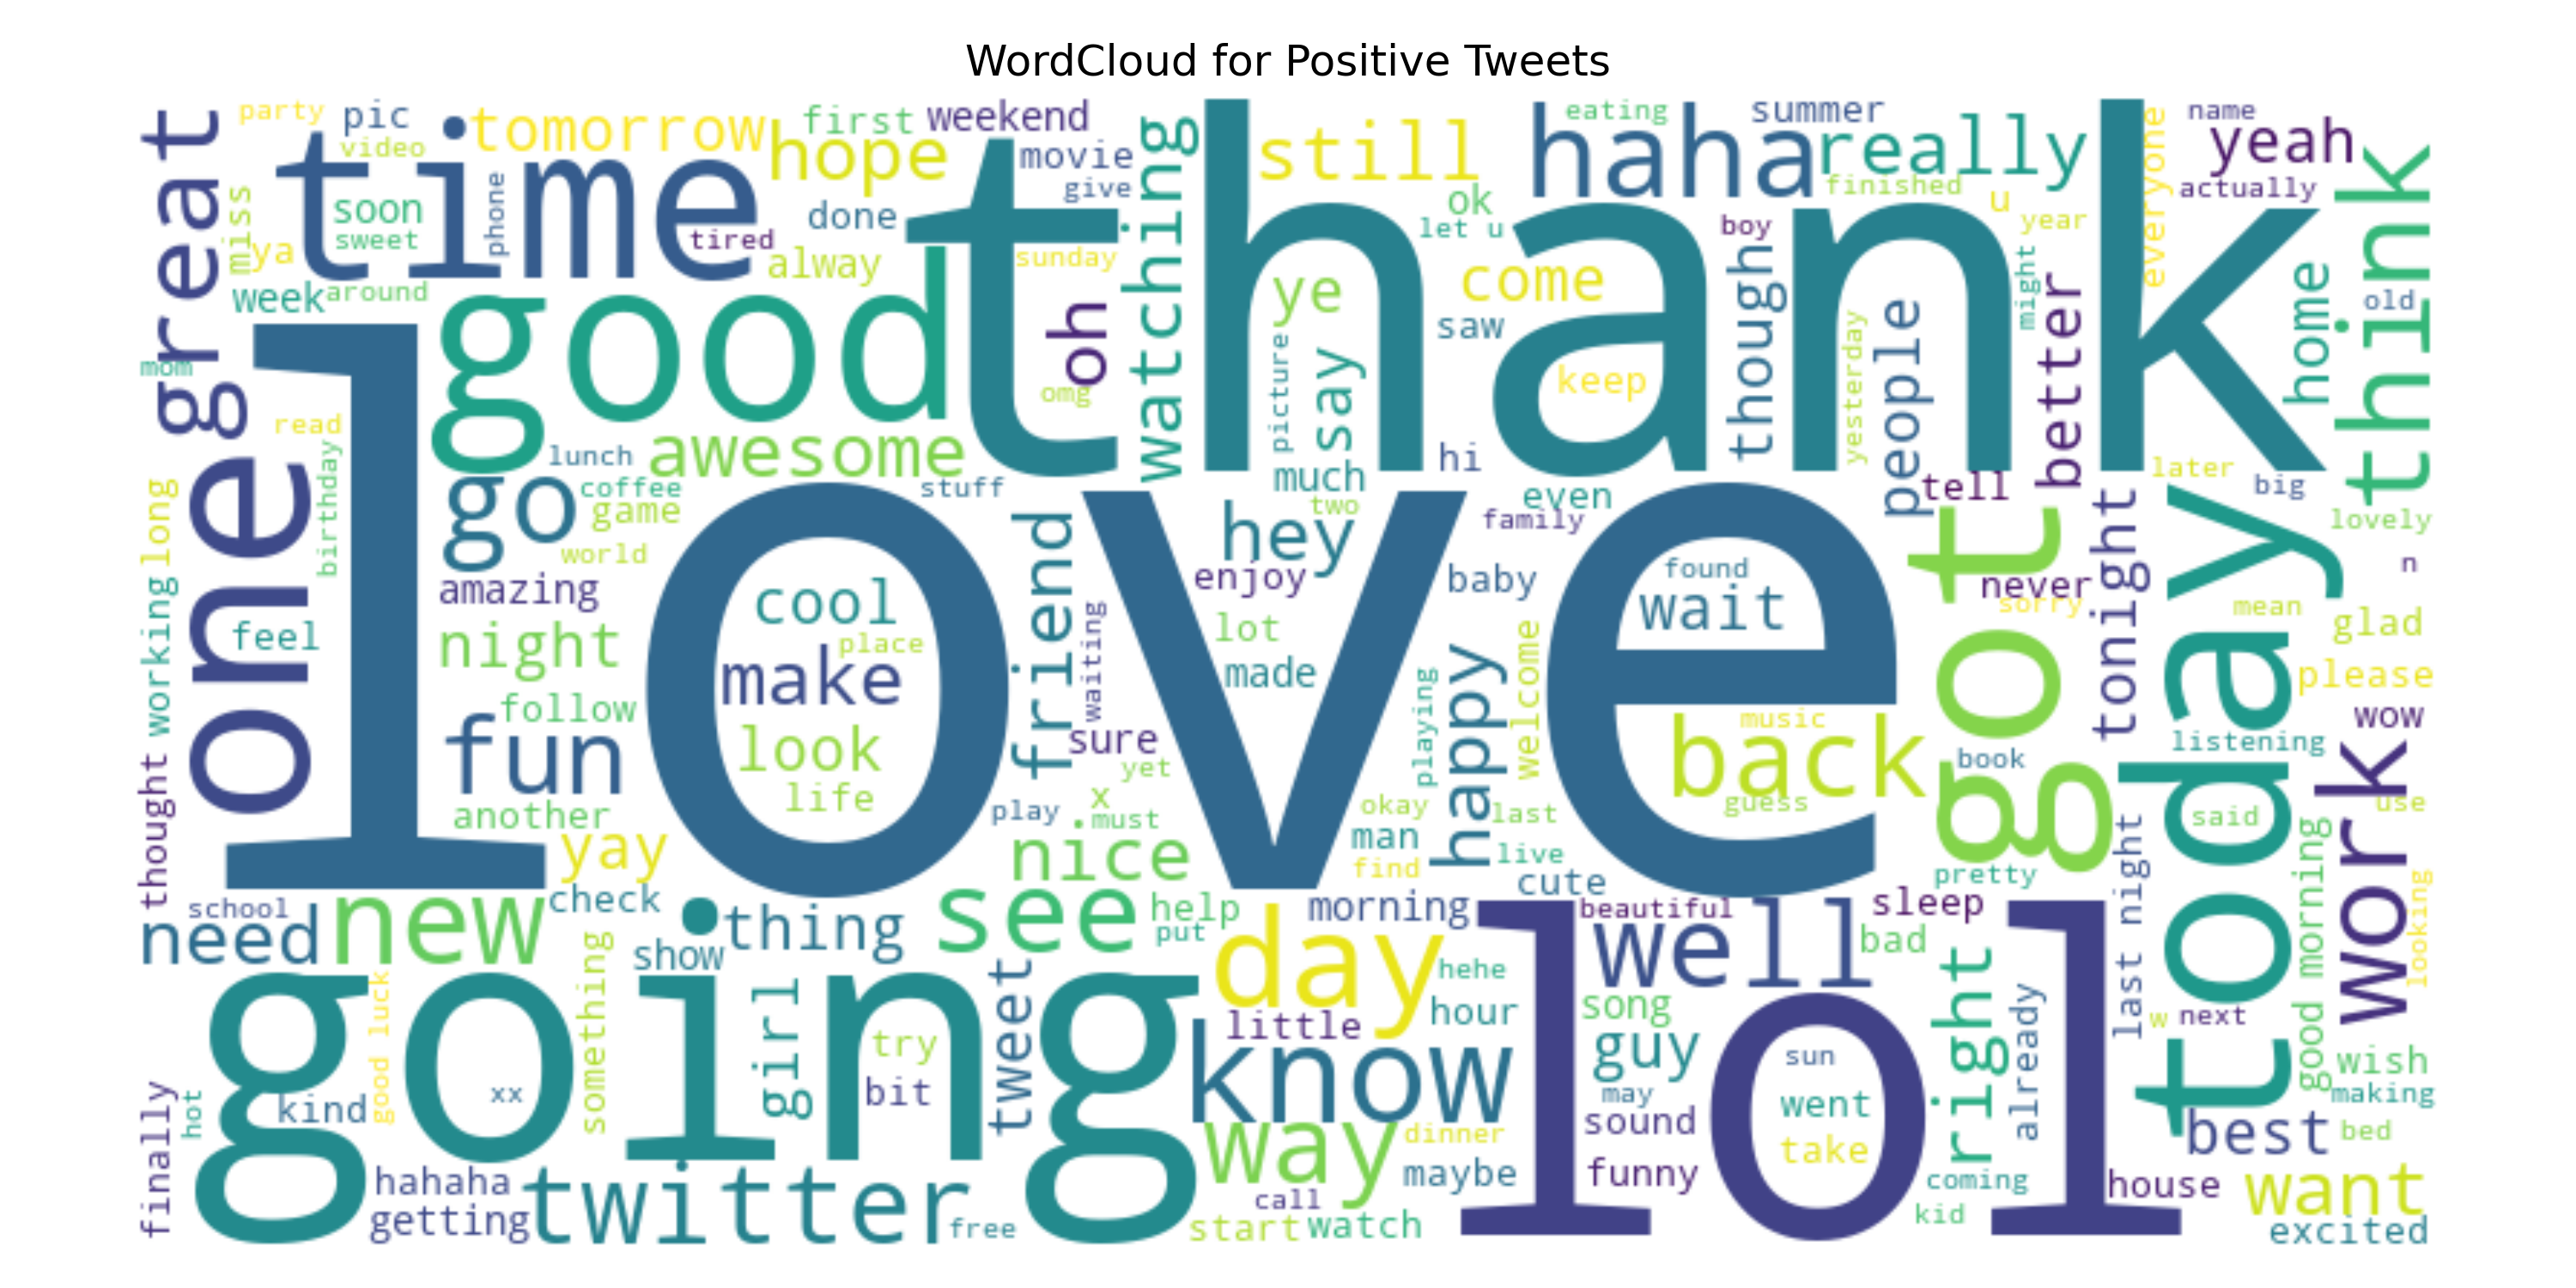 WordCloud for Positive Tweets
party
pic
tomorrow
first
weekend
watching
still
haha
eating
summer
really
everyone
name
yeah
great
video
time
hope
movie
thank
think
miss
soon
phone
give
ok
finished
u
actually
sweet
tired
done
let u
boy
year
ya
alway
sunday
come
though
might
better
week
around
good
oh
ye
saw
people
home
old
mom
omg
picture
say
keep
yesterday
read
love
one
birthday
lunch
awesome
much
hi
later
big
long
go
coffee
game
stuff
two
even
tell
world
friend
hey
family
got
tonight
today
lovely
amazing
cool
enjoy
baby
found
wait
never
n
working
feel
night
make
place
waiting
lot
made
happy
welcome
sorry
mean
glad
follow
fun
look
life
sure
yet
playing
music
back
guess
book
listening
please
wow
work
thought
another
yay
play
x
must
nice
okay
man
find
last
live
cute
pretty
said
use
school
need
new
check
thing
show
see
help
put
morning
beautiful
well
sleep
bad
last night
good morning
looking
going
good luck
something
girl
tweet
day
hehe
hour
lol
song
right
already
w
next
xx
try
bit
little
know
guy
sun
wish
finally
hot
kind
may
went
making
way
dinner
sound
take
best
bed
hahaha
twitter
maybe
funny
coming
house
want
getting
free
call
start
watch
kid
excited